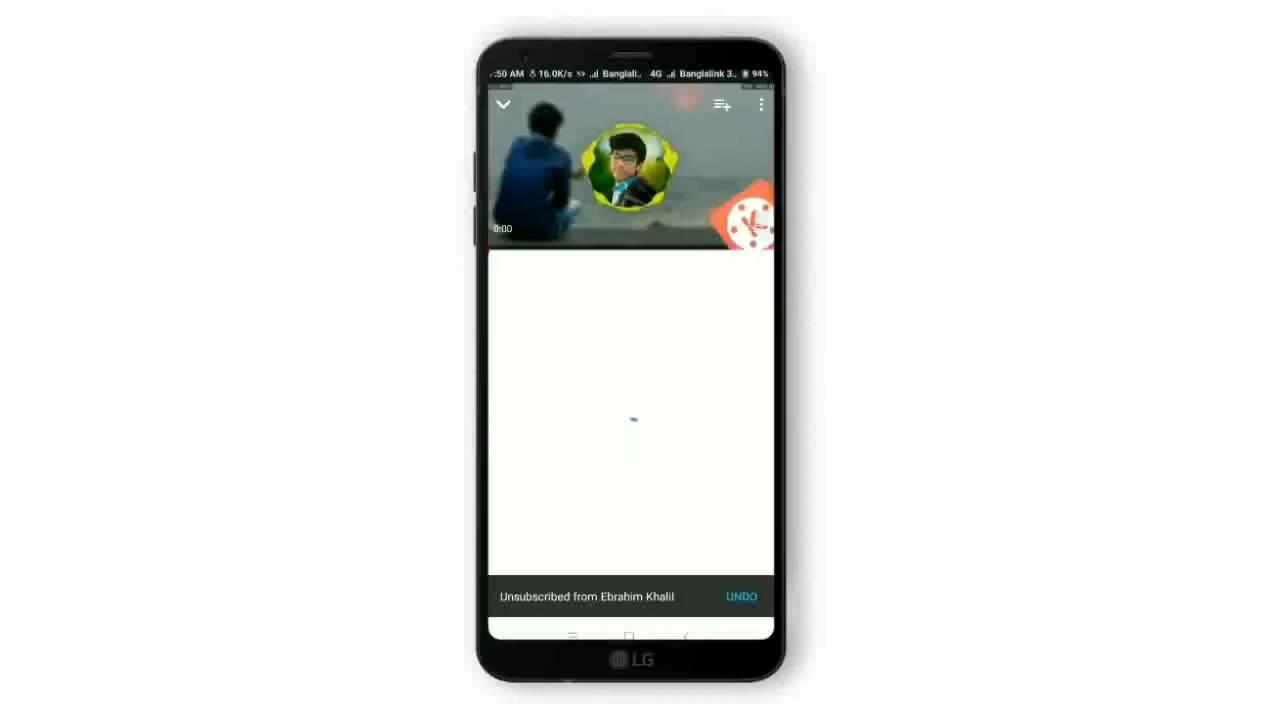 :50 AM 16.0K/s Banglali.. 4G Banglalink 3.. 94%
0:00
Unsubscribed from Ebrahim Khalil UNDO
LG